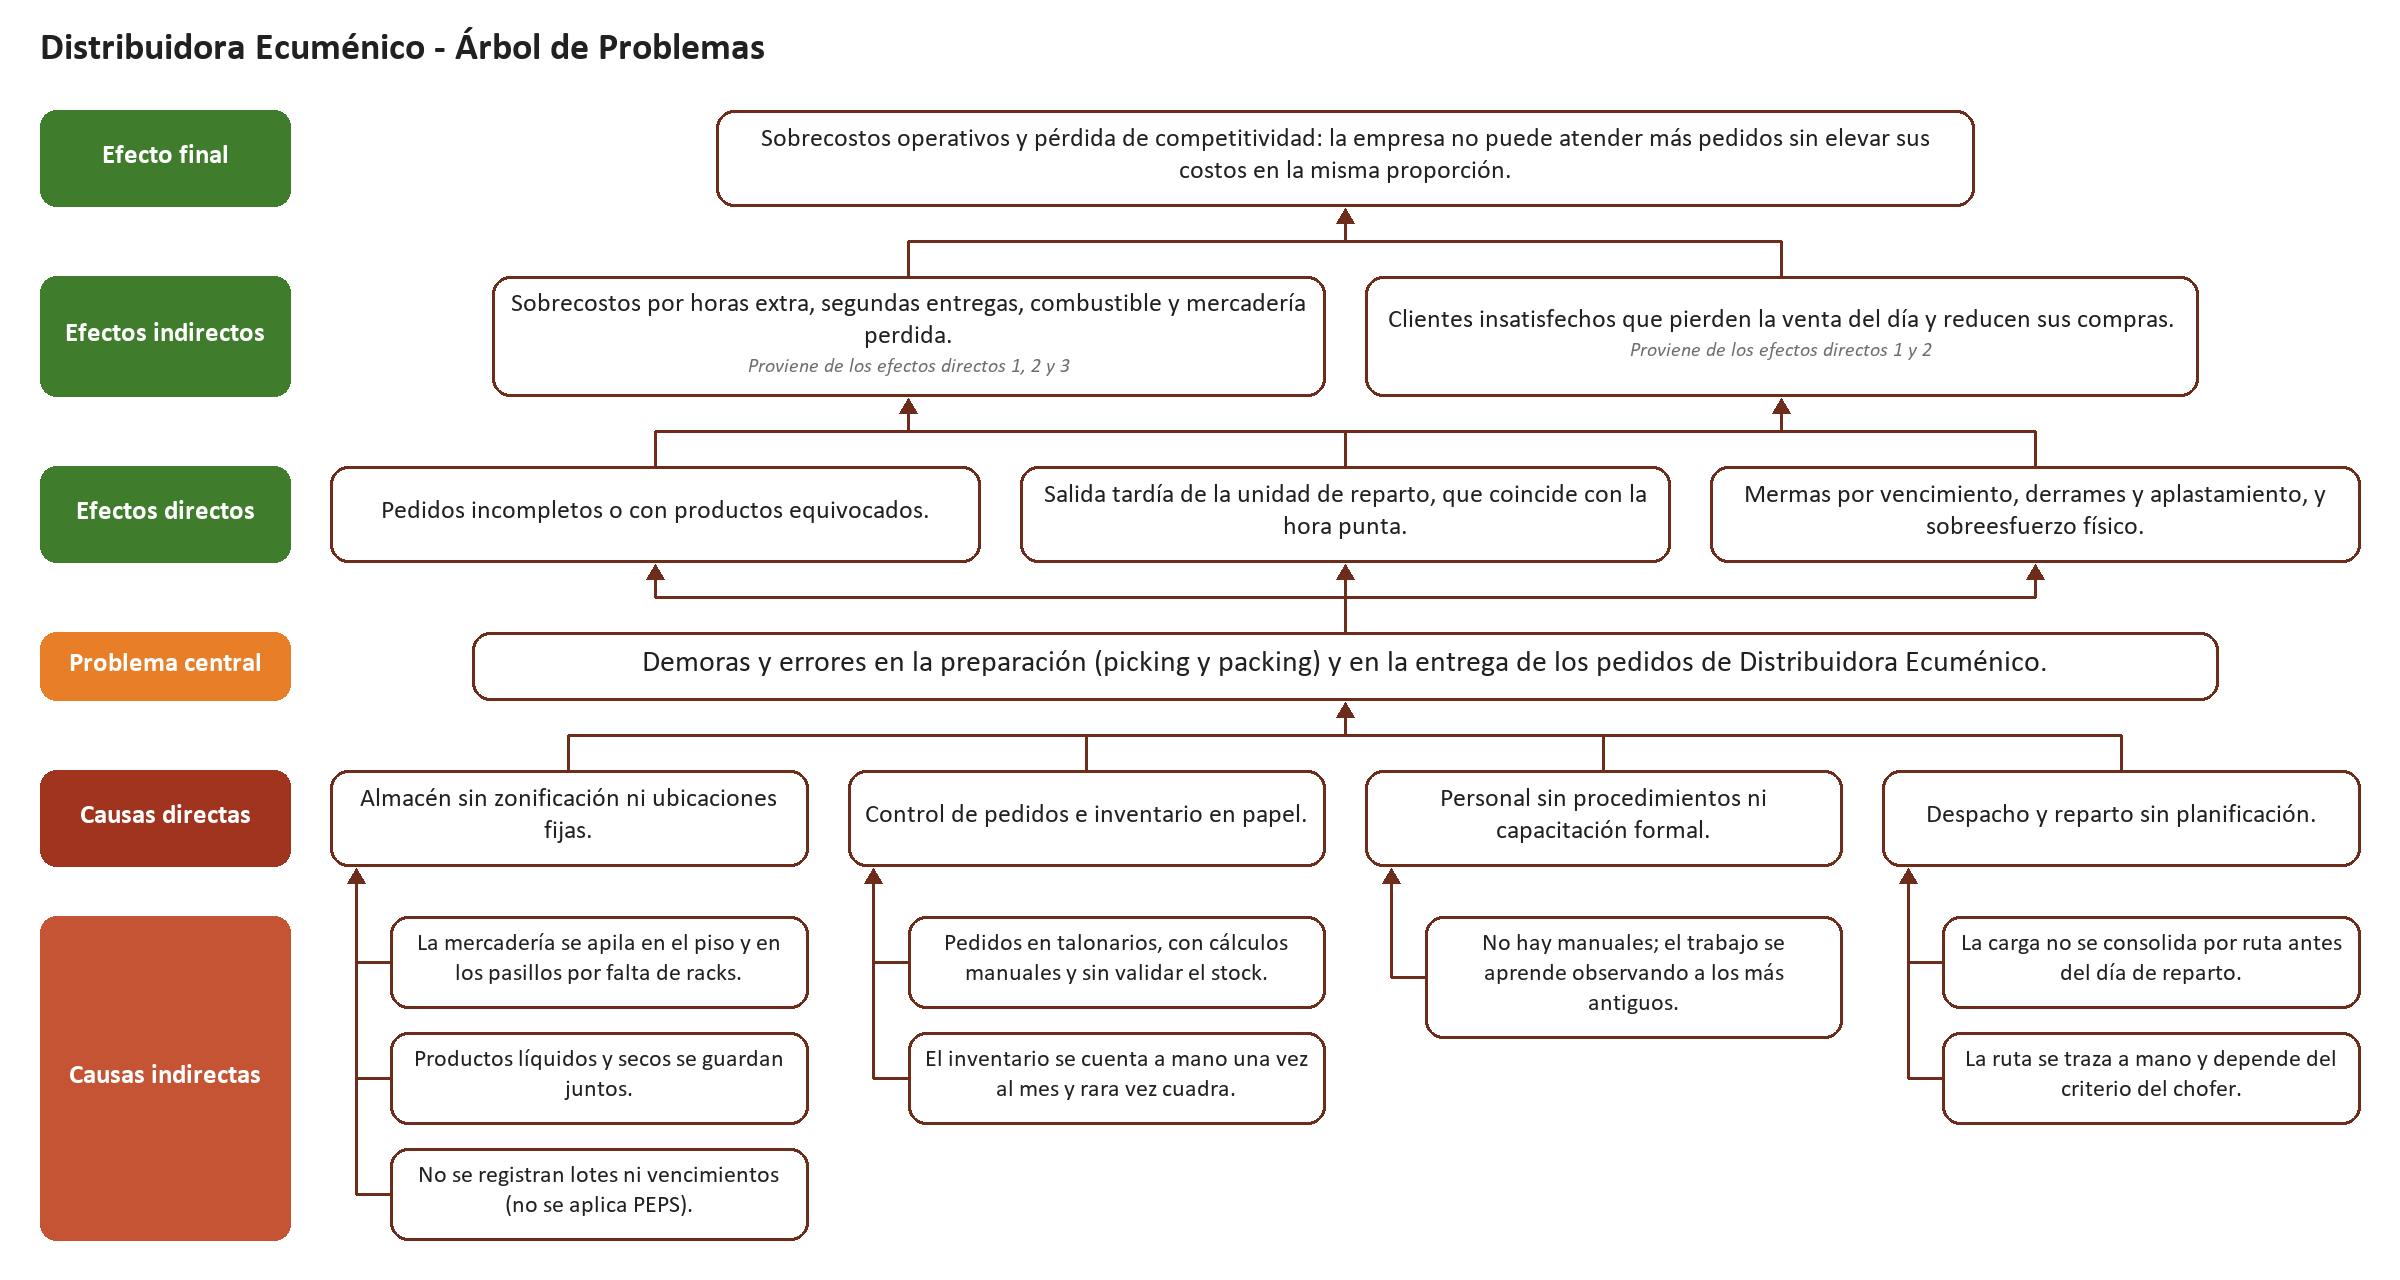 Distribuidora Ecuménico - Árbol de Problemas
Efecto final
Sobrecostos operativos y pérdida de competitividad: la empresa no puede atender más pedidos sin elevar sus
costos en la misma proporción.
Efectos indirectos
Sobrecostos por horas extra, segundas entregas, combustible y mercadería
perdida.
Proviene de los efectos directos 1, 2 y 3
Clientes insatisfechos que pierden la venta del día y reducen sus compras.
Proviene de los efectos directos 1 y 2
Efectos directos
Pedidos incompletos o con productos equivocados.
Salida tardía de la unidad de reparto, que coincide con la
hora punta.
Mermas por vencimiento, derrames y aplastamiento, y
sobreesfuerzo físico.
Problema central
Demoras y errores en la preparación (picking y packing) y en la entrega de los pedidos de Distribuidora Ecuménico.
Causas directas
Almacén sin zonificación ni ubicaciones
fijas.
Control de pedidos e inventario en papel.
Personal sin procedimientos ni
capacitación formal.
Despacho y reparto sin planificación.
Causas indirectas
La mercadería se apila en el piso y en
los pasillos por falta de racks.
Productos líquidos y secos se guardan
juntos.
No se registran lotes ni vencimientos
(no se aplica PEPS).
Pedidos en talonarios, con cálculos
manuales y sin validar el stock.
El inventario se cuenta a mano una vez
al mes y rara vez cuadra.
No hay manuales; el trabajo se
aprende observando a los más
antiguos.
La carga no se consolida por ruta antes
del día de reparto.
La ruta se traza a mano y depende del
criterio del chofer.